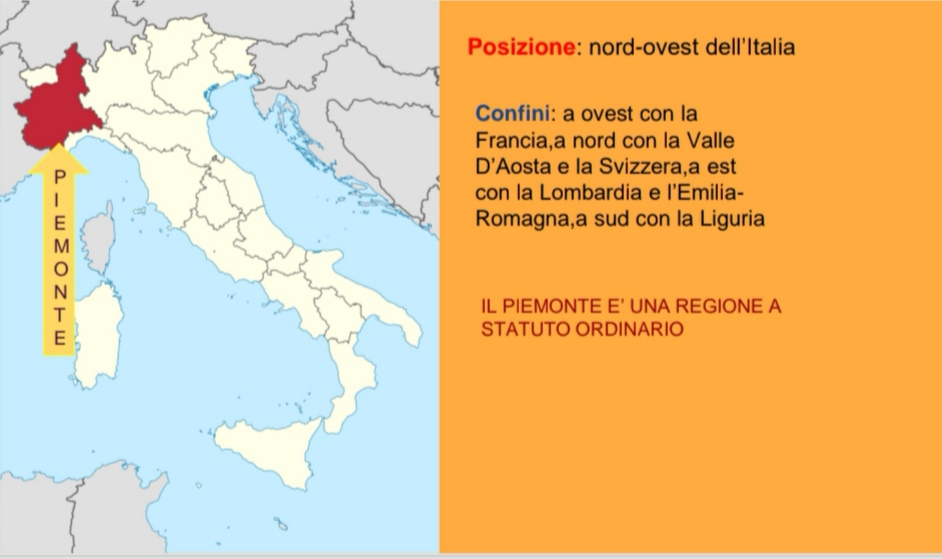 PIEMONTE
Posizione: nord-ovest dell'Italia
Confini: a ovest con la
Francia,a nord con la Valle
D'Aosta e la Svizzera,a est
con la Lombardia e l'Emilia-
Romagna,a sud con la Liguria
IL PIEMONTE E' UNA REGIONE A
STATUTO ORDINARIO